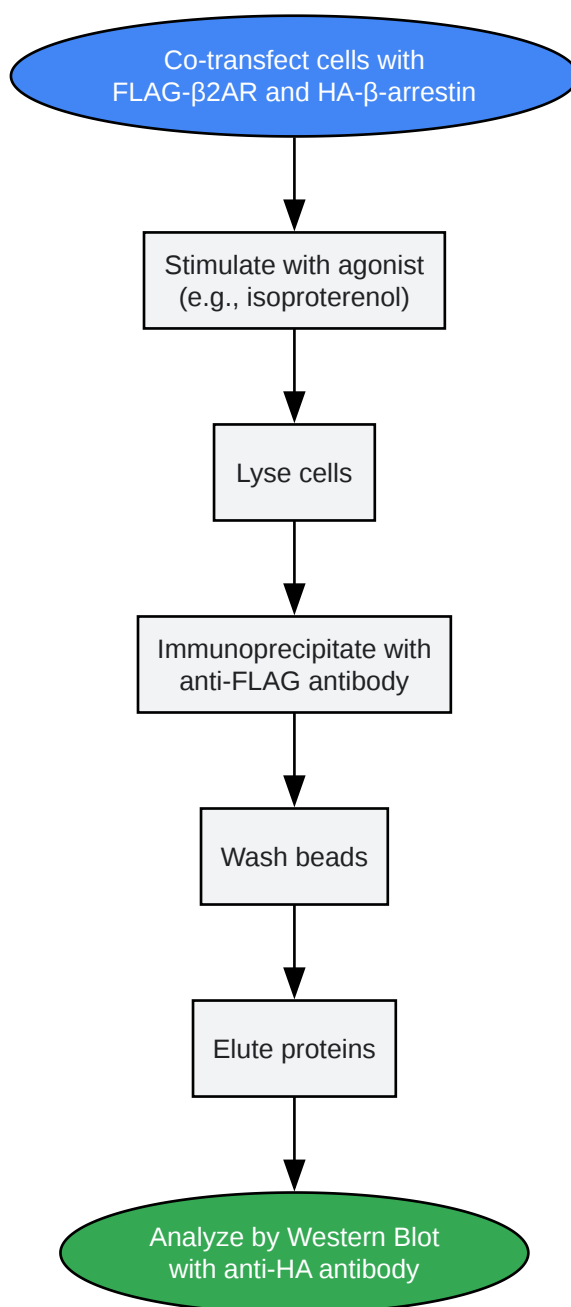 Co-transfect cells with
FLAG-β2AR and HA-β-arrestin
Stimulate with agonist
(e.g., isoproterenol)
Lyse cells
Immunoprecipitate with
anti-FLAG antibody
Wash beads
Elute proteins
Analyze by Western Blot
with anti-HA antibody